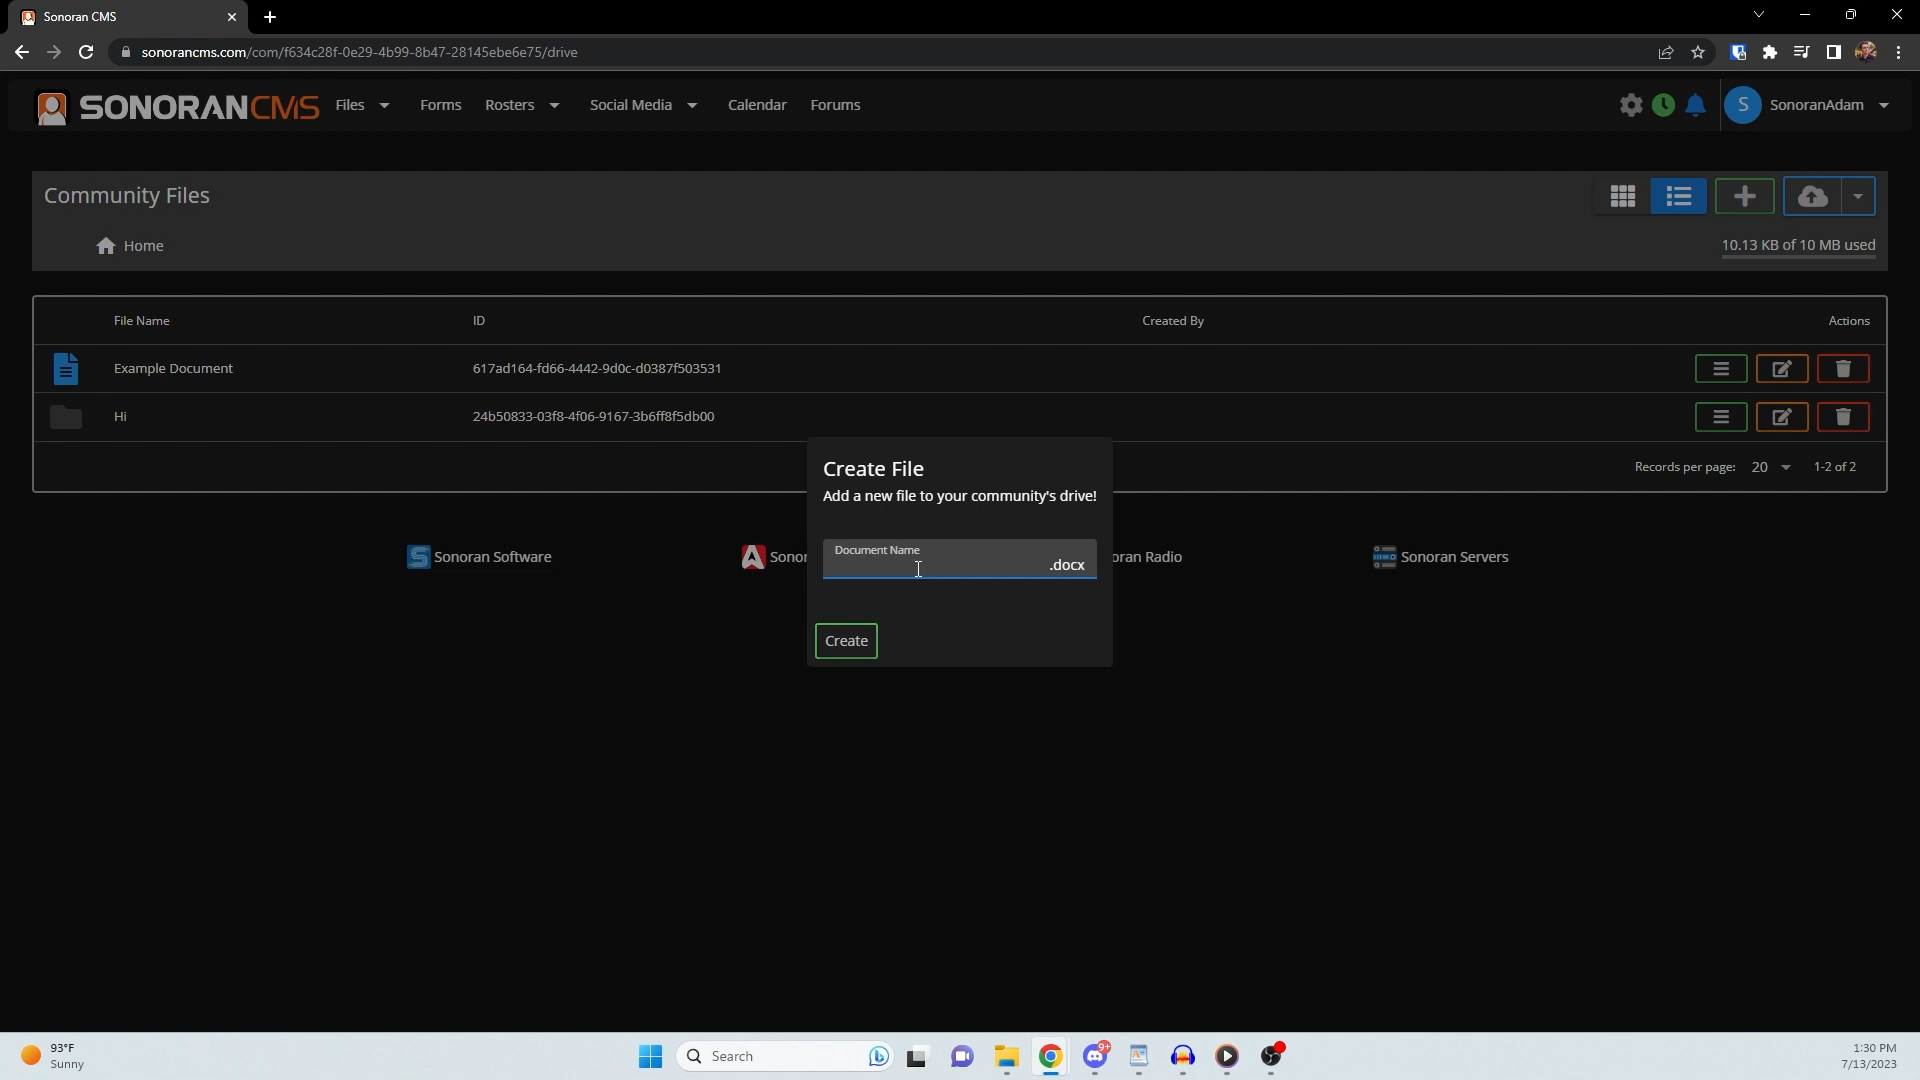 Sonoran CMS
sonorancms.com/com/f634c28f-0e29-4b99-8b47-28145ebe6e75/drive
SONORANCMS Files Forms Rosters Social Media Calendar Forums S SonoranAdam
Community Files
Home 10.13 KB of 10 MB used
File Name ID Created By Actions
Example Document 617ad164-fd66-4442-9d0c-d0387f503531
Hi 24b50833-03f8-4f06-9167-3b6ff8f5db00
Records per page: 20 1-2 of 2
Create File
Add a new file to your community's drive!
Document Name
.docx
Create
Sonoran Software Sonor oran Radio Sonoran Servers
93°F
Sunny
Search
9+
1:30 PM
7/13/2023